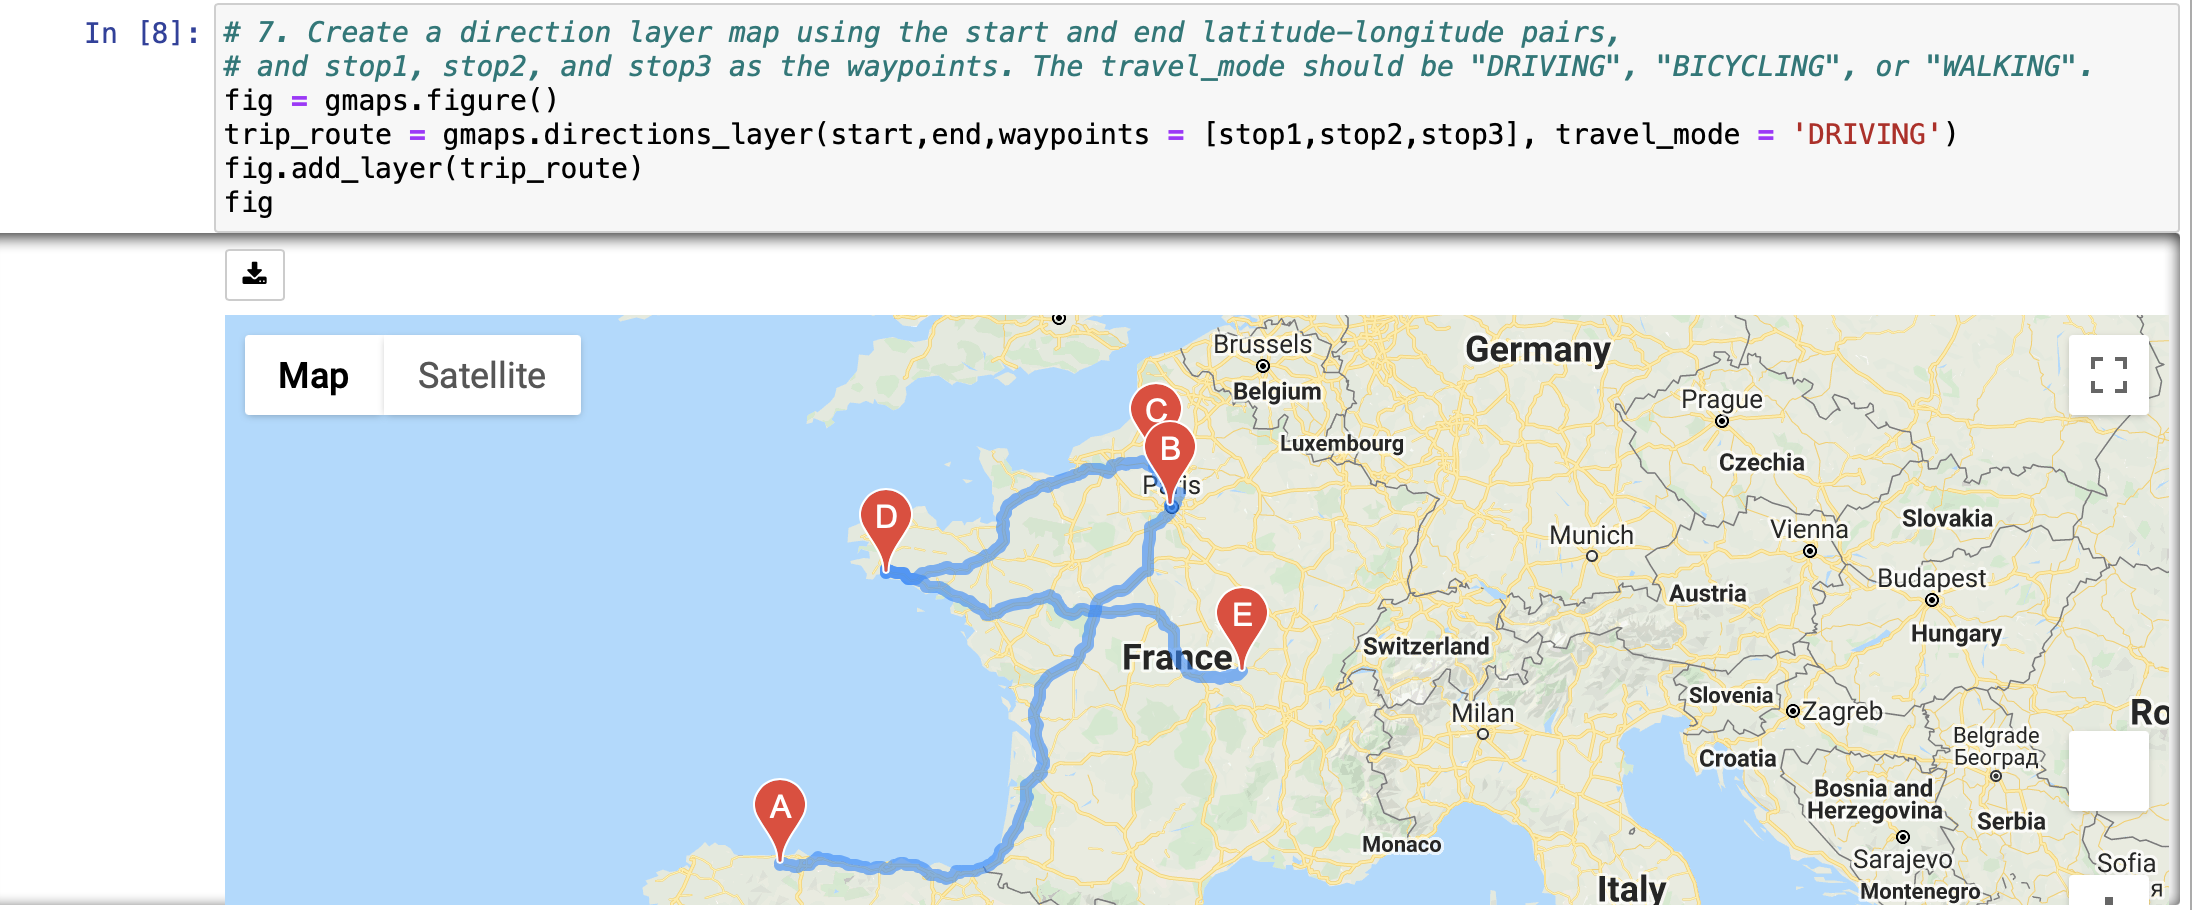 In [8]:
# 7. Create a direction layer map using the start and end latitude-longitude pairs,
# and stop1, stop2, and stop3 as the waypoints. The travel_mode should be "DRIVING", "BICYCLING", or "WALKING".
fig = gmaps.figure()
trip_route = gmaps.directions_layer(start,end,waypoints = [stop1,stop2,stop3], travel_mode = 'DRIVING')
fig.add_layer(trip_route)
fig
Map
Satellite
Brussels
Belgium
Germany
Luxembourg
Prague
Czechia
C
B
Paris
D
Munich
Vienna
Slovakia
Budapest
Austria
Hungary
E
France
Switzerland
Slovenia
Zagreb
Milan
Ro
Croatia
Belgrade
Београд
Bosnia and
Herzegovina
Serbia
A
Monaco
Sarajevo
Sofia
Montenegro
я
Italy